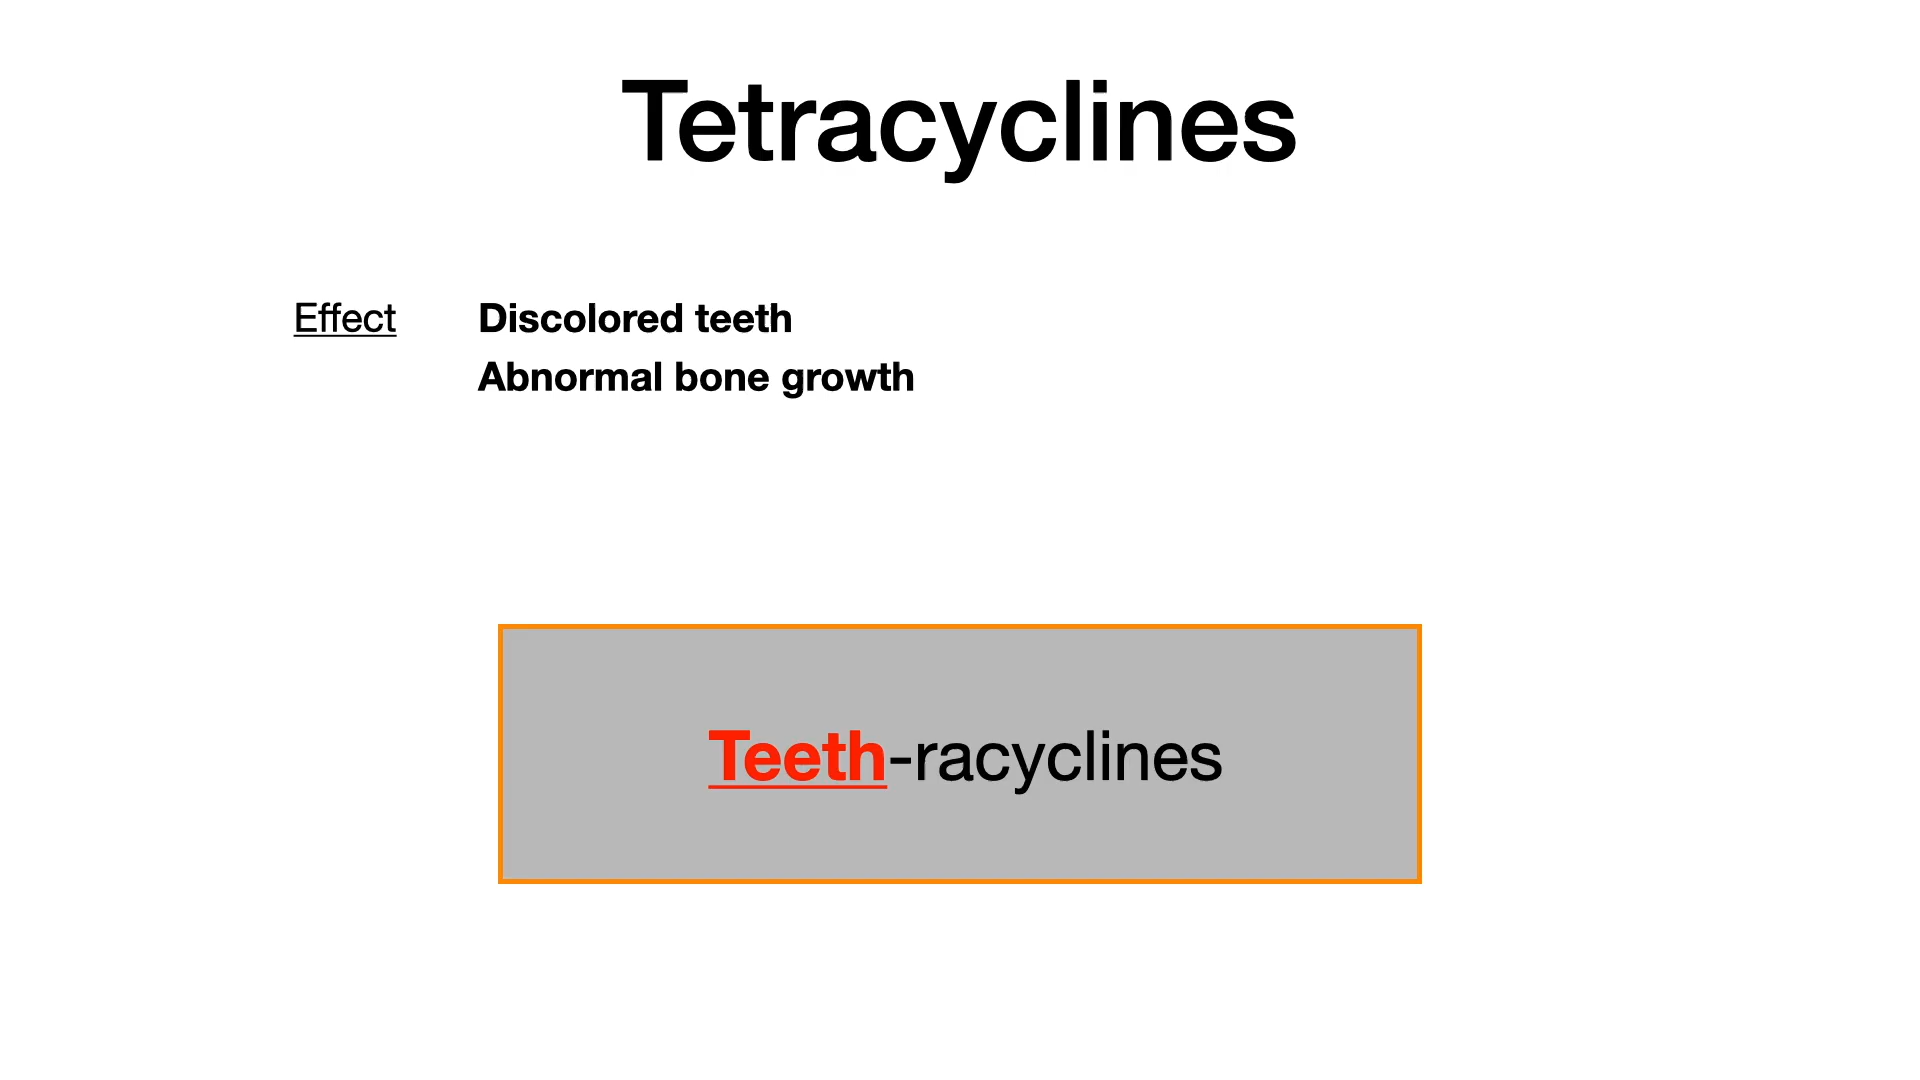 Tetracyclines
Effect Discolored teeth
Abnormal bone growth
Teeth-racyclines